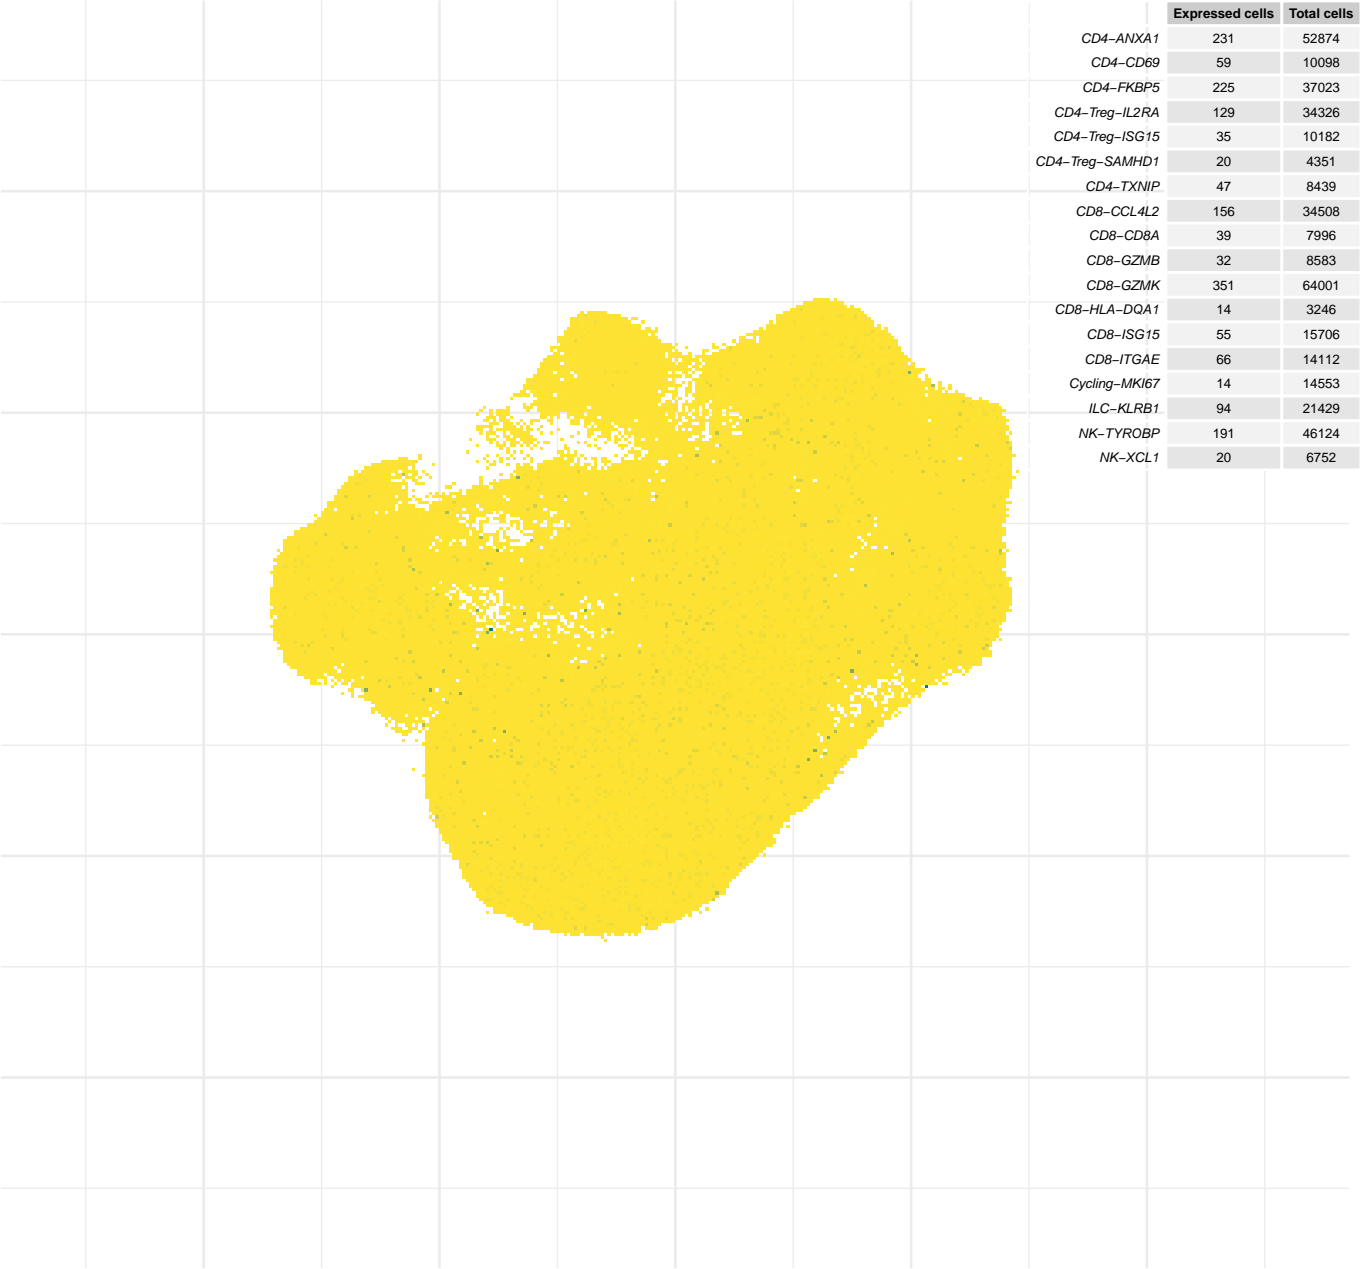 Expressed cells Total cells
CD4−ANXA1 231 52874
CD4−CD69 59 10098
CD4−FKBP5 225 37023
CD4−Treg−IL2RA 129 34326
CD4−Treg−ISG15 35 10182
CD4−Treg−SAMHD1 20 4351
CD4−TXNIP 47 8439
CD8−CCL4L2 156 34508
CD8−CD8A 39 7996
CD8−GZMB 32 8583
CD8−GZMK 351 64001
CD8−HLA−DQA1 14 3246
CD8−ISG15 55 15706
CD8−ITGAE 66 14112
Cycling−MKI67 14 14553
ILC−KLRB1 94 21429
NK−TYROBP 191 46124
NK−XCL1 20 6752